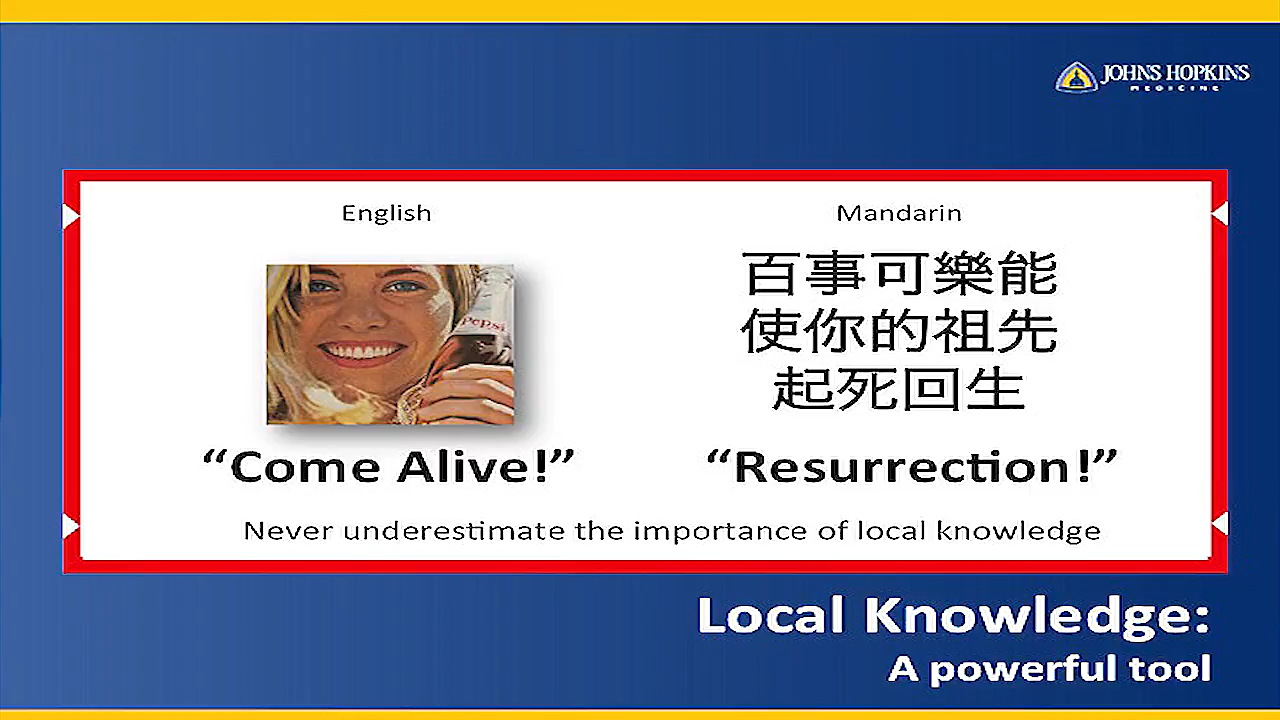 JOHNS HOPKINS
MEDICINE
English
Mandarin
百事可樂能
使你的祖先
起死回生
Pepsi
“Come Alive!”
“Resurrection!”
Never underestimate the importance of local knowledge
Local Knowledge:
A powerful tool